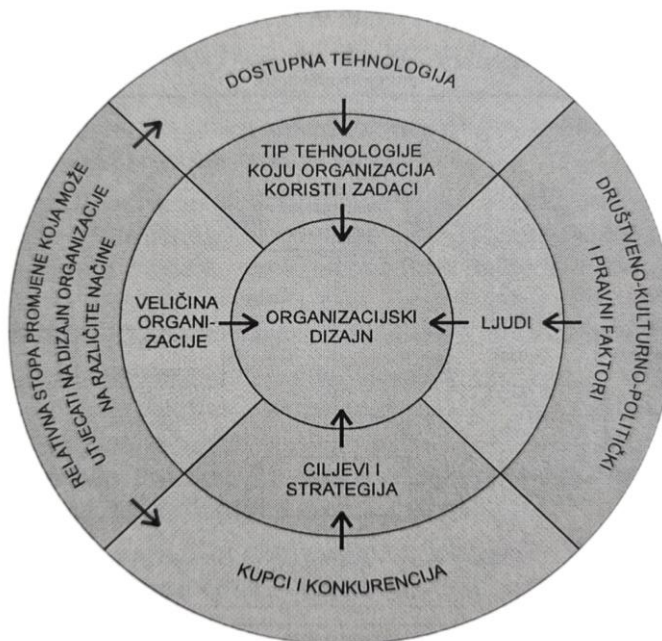 DOSTUPNA TEHNOLOGIJA
TIP TEHNOLOGIJE
KOJU ORGANIZACIJA
KORISTI I ZADACI
RELATIVNA STOPA PROMJENE KOJA MOŽE
UTJECATI NA DIZAJN ORGANIZACIJE
NA RAZLIČITE NAČINE
VELIČINA
ORGANI-
ZACIJE
ORGANIZACIJSKI
DIZAJN
LJUDI
DRUŠTVENO-KULTURNO-POLITIČKI
I PRAVNI FAKTORI
CILJEVI I
STRATEGIJA
KUPCI I KONKURENCIJA